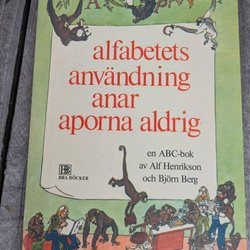 alfabetets
användning
anar
aporna aldrig
en ABC-bok
av Alf Henrikson
och Björn Berg
BRA BÖCKER